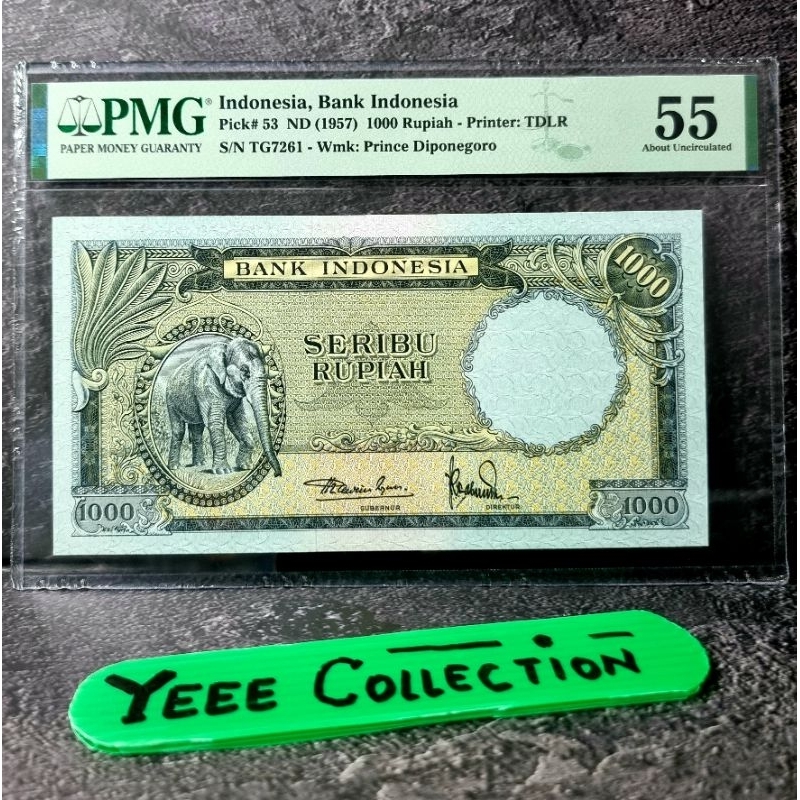 PMG®
PAPER MONEY GUARANTY
Indonesia, Bank Indonesia
Pick# 53 ND (1957) 1000 Rupiah - Printer: TDLR
S/N TG7261 - Wmk: Prince Diponegoro
55
About Uncirculated
BANK INDONESIA
1000
SERIBU
RUPIAH
GUBERNUR
DIREKTUR
1000
1000
YEEE COLLECTION